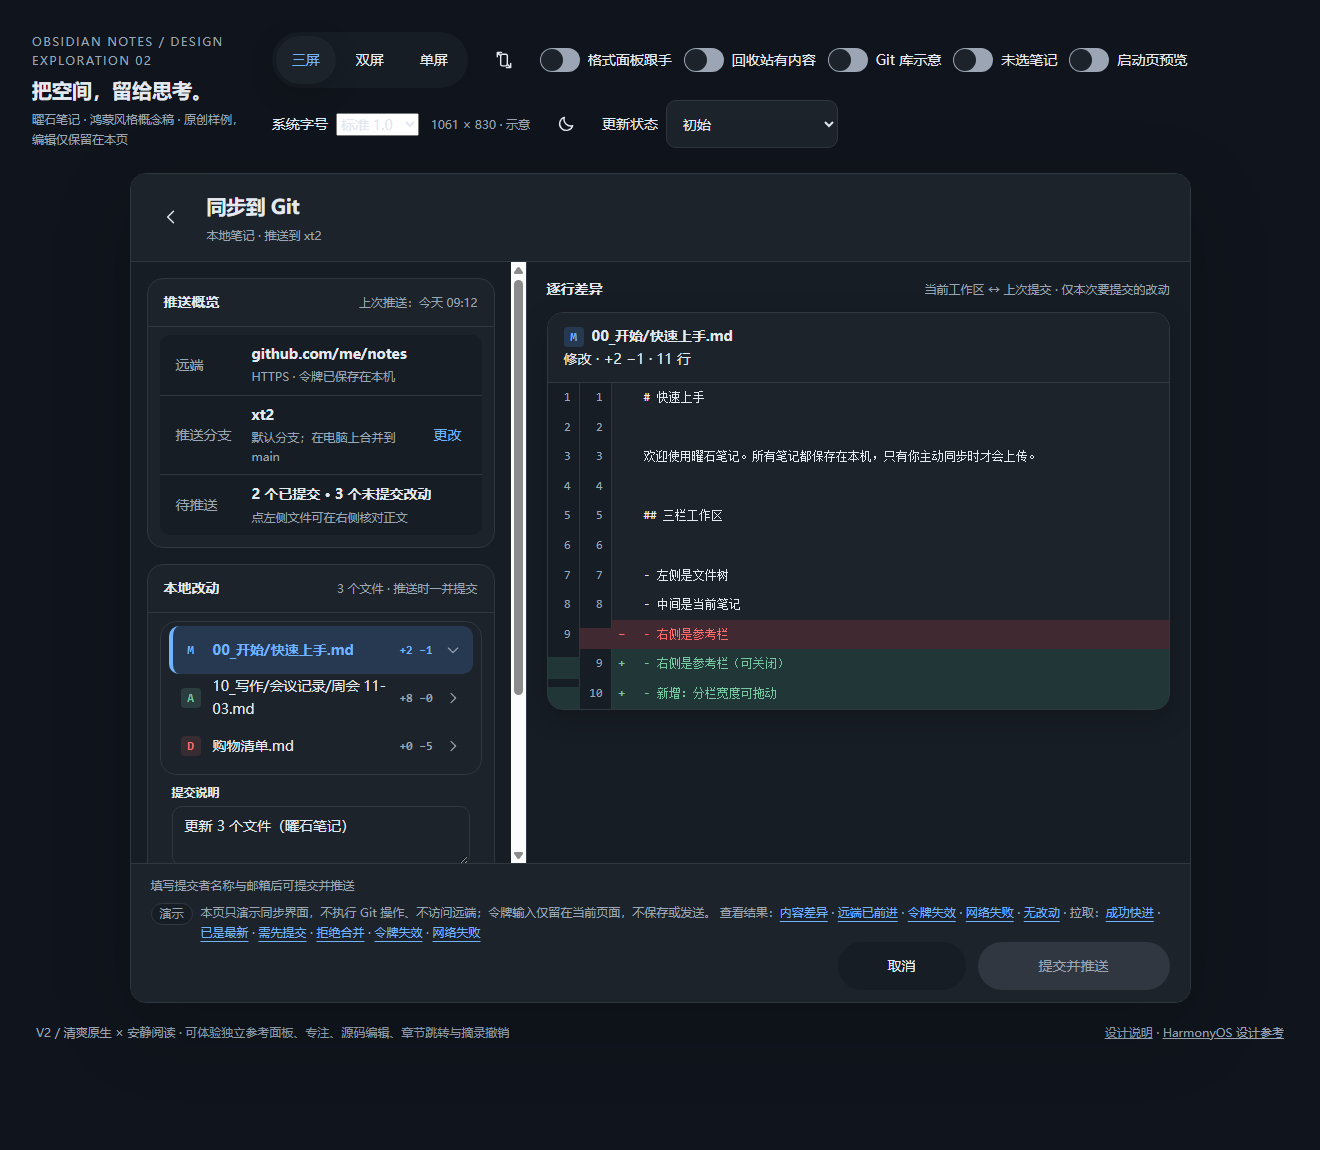 OBSIDIAN NOTES / DESIGN
EXPLORATION 02
把空间，留给思考。
曜石笔记 · 鸿蒙风格概念稿 · 原创样例，
编辑仅保留在本页
三屏 双屏 单屏 格式面板跟手 回收站有内容 Git 库示意 未选笔记 启动页预览
系统字号 标准 1.0 1061 × 830 · 示意 更新状态 初始
同步到 Git
本地笔记 · 推送到 xt2
推送概览 上次推送：今天 09:12
远端 github.com/me/notes
HTTPS · 令牌已保存在本机
推送分支 xt2
默认分支；在电脑上合并到
main
更改
待推送 2 个已提交 • 3 个未提交改动
点左侧文件可在右侧核对正文
本地改动 3 个文件 · 推送时一并提交
M 00_开始/快速上手.md +2 −1
A 10_写作/会议记录/周会 11-
03.md +8 −0
D 购物清单.md +0 −5
提交说明
更新 3 个文件（曜石笔记）
逐行差异 当前工作区 ↔ 上次提交 · 仅本次要提交的改动
M 00_开始/快速上手.md
修改 · +2 −1 · 11 行
1 1 # 快速上手
2 2
3 3 欢迎使用曜石笔记。所有笔记都保存在本机，只有你主动同步时才会上传。
4 4
5 5 ## 三栏工作区
6 6
7 7 - 左侧是文件树
8 8 - 中间是当前笔记
9 − - 右侧是参考栏
9 + - 右侧是参考栏（可关闭）
10 + - 新增：分栏宽度可拖动
填写提交者名称与邮箱后可提交并推送
演示 本页只演示同步界面，不执行 Git 操作、不访问远端；令牌输入仅留在当前页面，不保存或发送。 查看结果：内容差异 · 远端已前进 · 令牌失效 · 网络失败 · 无改动 · 拉取：成功快进 ·
已是最新 · 需先提交 · 拒绝合并 · 令牌失效 · 网络失败
取消 提交并推送
V2 / 清爽原生 × 安静阅读 · 可体验独立参考面板、专注、源码编辑、章节跳转与摘录撤销 设计说明 · HarmonyOS 设计参考